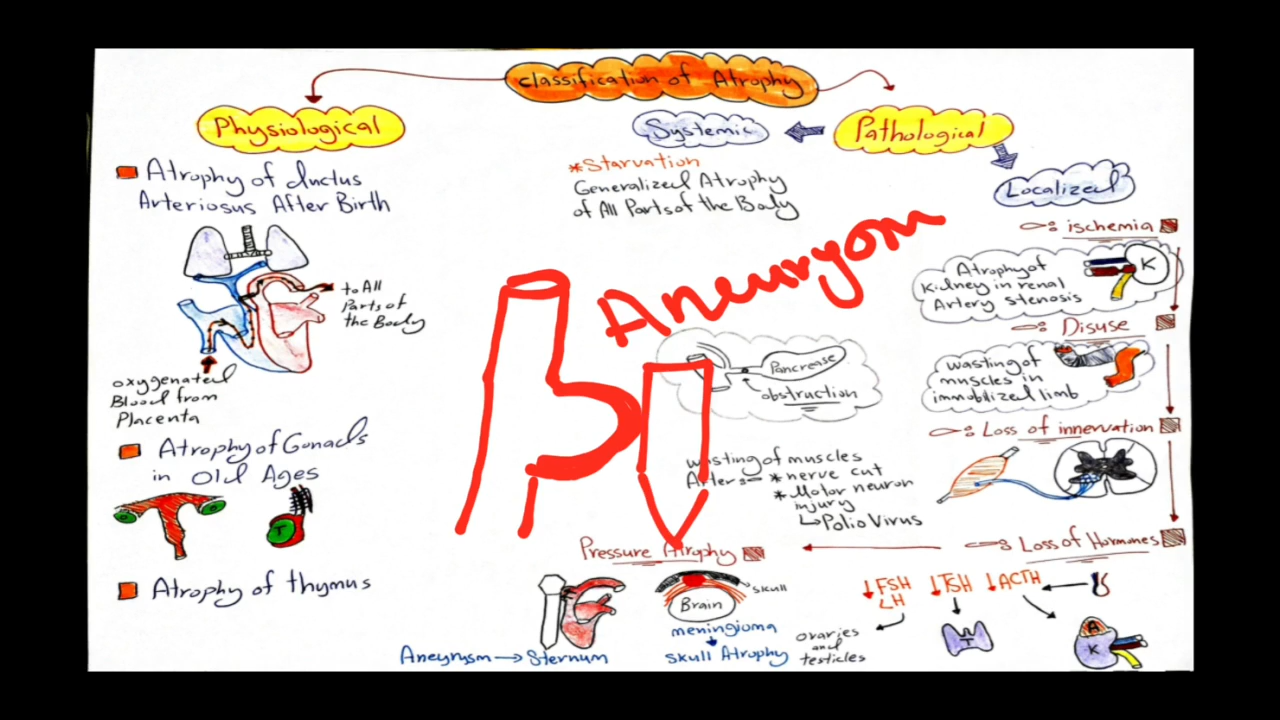 classification of Atrophy
Physiological
Atrophy of ductus
Arteriosus After Birth
to All
Parts of
the Body
oxygenated
Blood from
Placenta
Atrophy of Gonads
in Old Ages
T
Atrophy of thymus
Systemic
*Starvation
Generalized Atrophy
of All Parts of the Body
Pathological
Localized
ischemia
Atrophy of
Kidney in renal
Artery stenosis
K
Disuse
wasting of
muscles in
immobilized limb
Aneurysm
Pancrease
obstruction
Loss of innervation
wasting of muscles
After:- * nerve cut
* Motor neuron
injury
↳Polio Virus
Loss of Hormones
↓FSH
LH
↓TSH
↓ACTH
ovaries
and
testicles
T
A
K
Pressure Atrophy
Aneyrysm → Sternum
skull
Brain
meningioma
skull Atrophy